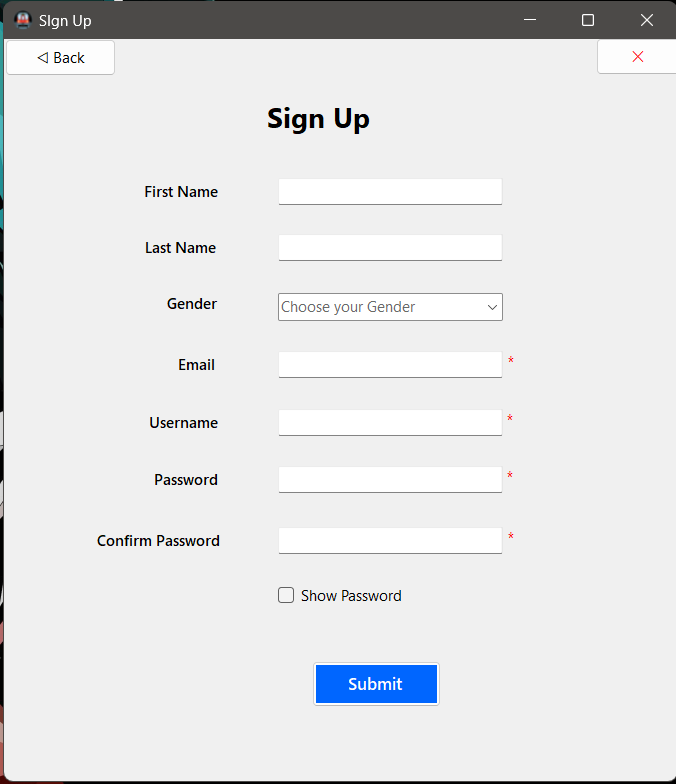 SIgn Up
◁ Back
✕
Sign Up
First Name
Last Name
Gender Choose your Gender
Email *
Username *
Password *
Confirm Password *
Show Password
Submit